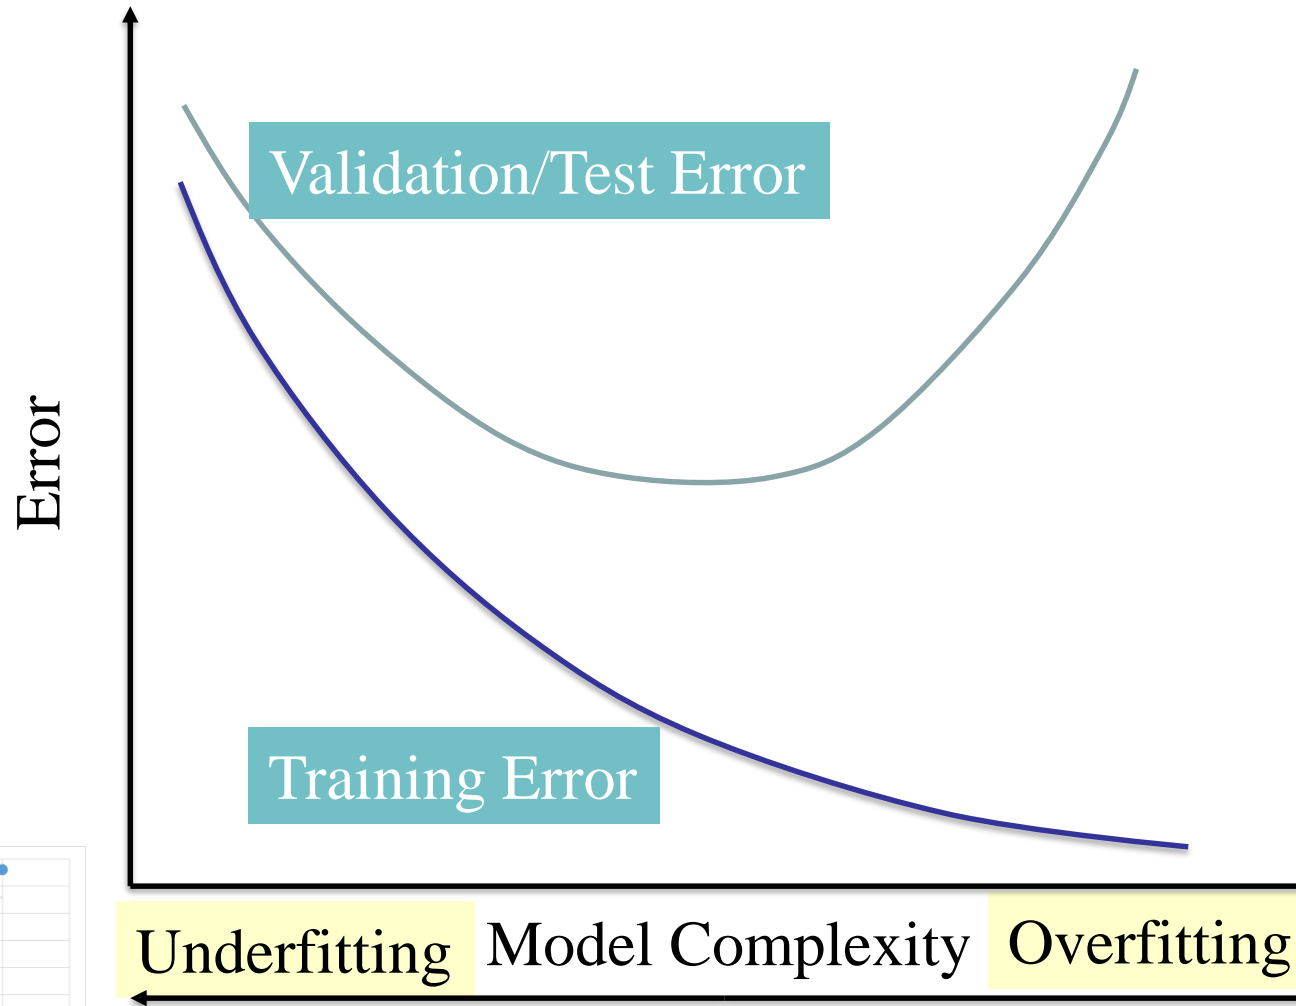 Validation/Test Error
Error
Training Error
Underfitting
Model Complexity
Overfitting